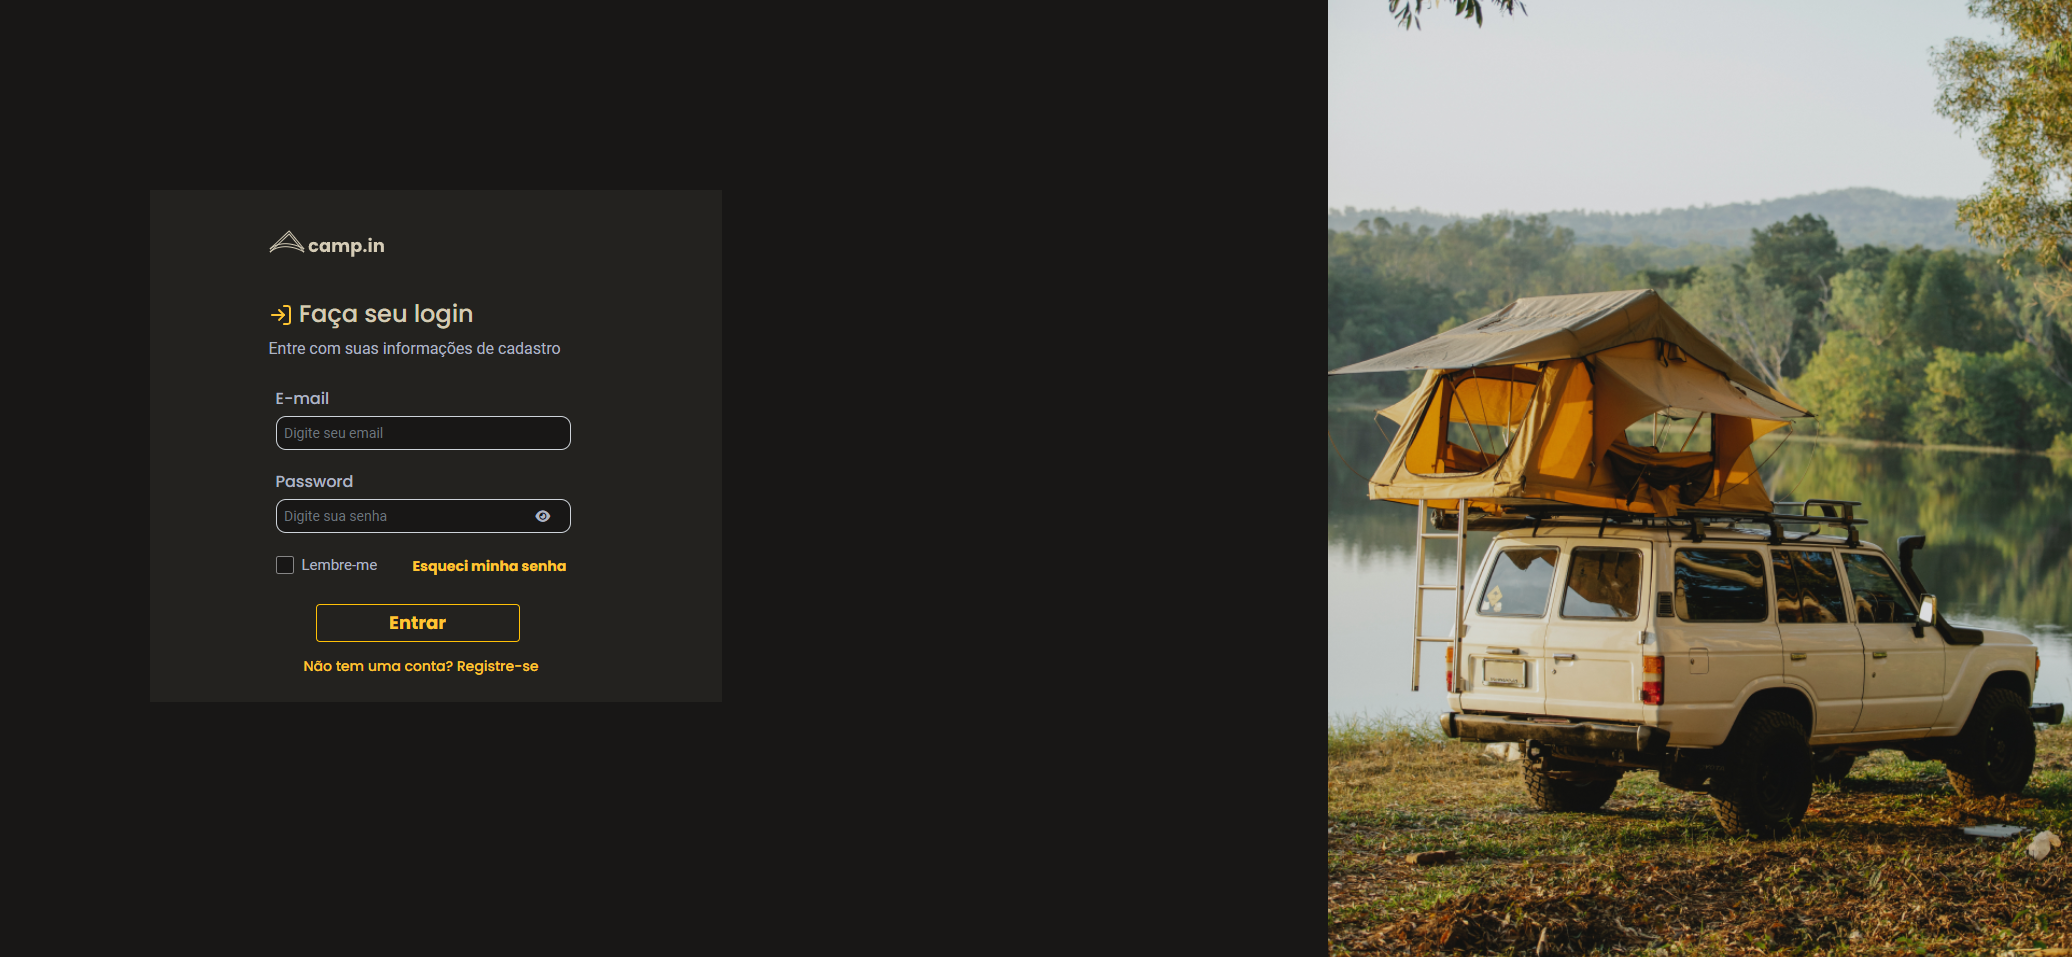 camp.in
Faça seu login
Entre com suas informações de cadastro
E-mail
Digite seu email
Password
Digite sua senha
Lembre-me Esqueci minha senha
Entrar
Não tem uma conta? Registre-se